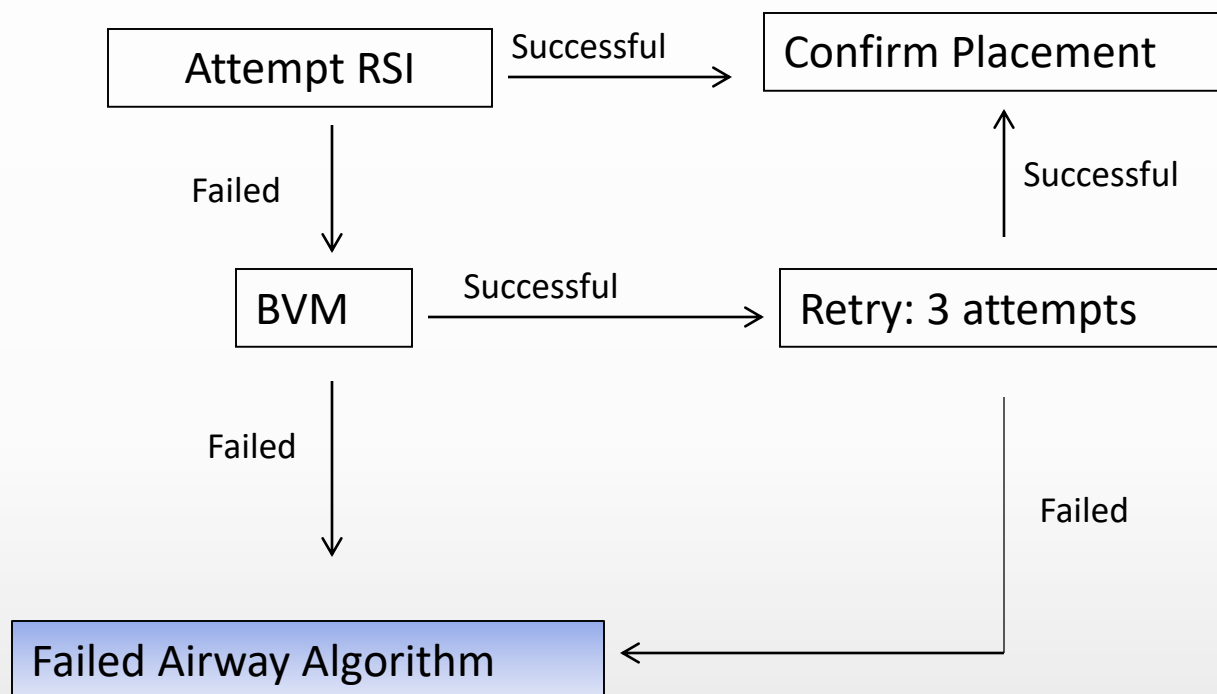 Attempt RSI
Successful
Confirm Placement
Failed
Successful
BVM
Successful
Retry: 3 attempts
Failed
Failed
Failed Airway Algorithm